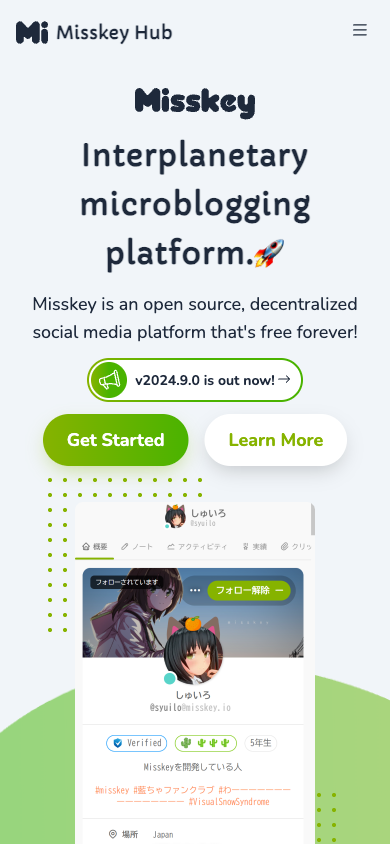 Mi Misskey Hub
Misskey
Interplanetary
microblogging
platform.🚀
Misskey is an open source, decentralized
social media platform that's free forever!
v2024.9.0 is out now! →
Get Started
Learn More
しゅいろ
@syuilo
概要
ノート
アクティビティ
実績
クリッ
フォローされています
フォロー解除
しゅいろ
@syuilo@misskey.io
Verified
5年生
Misskeyを開発している人
#misskey #藍ちゃファンクラブ #わーーーーーーー
ーーーーーーーーー #VisualSnowSyndrome
場所 Japan